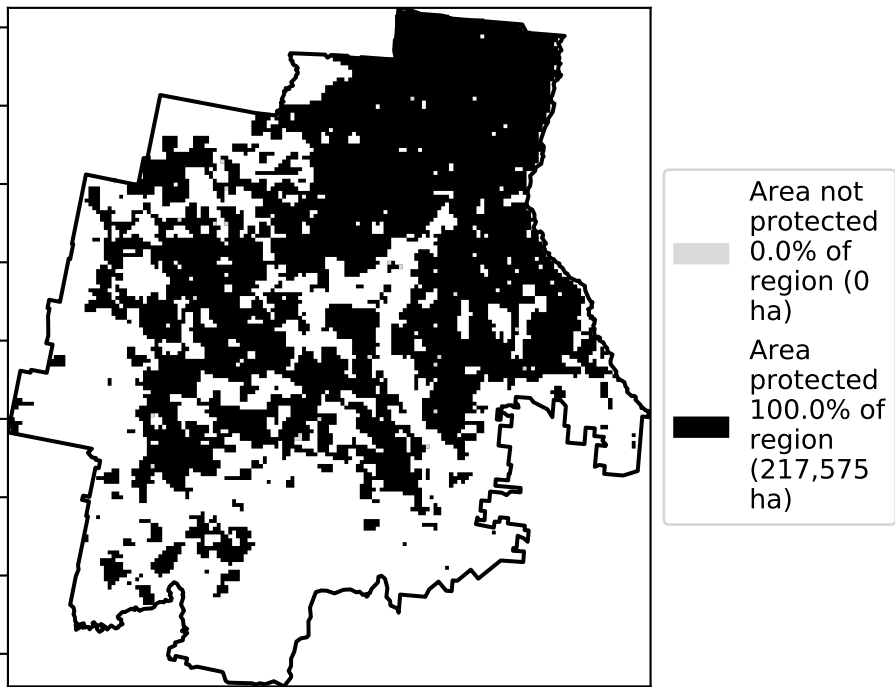 Area not
protected
0.0% of
region (0
ha)
Area
protected
100.0% of
region
(217,575
ha)